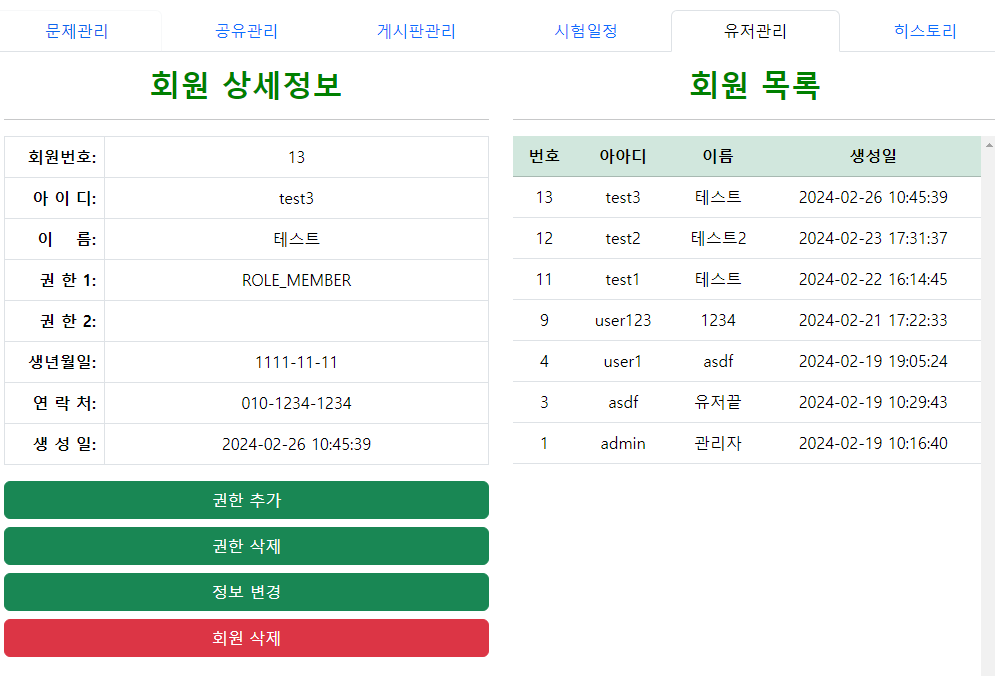 문제관리 공유관리 게시판관리 시험일정 유저관리 히스토리
회원 상세정보
회원번호: 13
아 이 디: test3
이 름: 테스트
권 한 1: ROLE_MEMBER
권 한 2:
생년월일: 1111-11-11
연 락 처: 010-1234-1234
생 성 일: 2024-02-26 10:45:39
권한 추가
권한 삭제
정보 변경
회원 삭제
회원 목록
번호 아아디 이름 생성일
13 test3 테스트 2024-02-26 10:45:39
12 test2 테스트2 2024-02-23 17:31:37
11 test1 테스트 2024-02-22 16:14:45
9 user123 1234 2024-02-21 17:22:33
4 user1 asdf 2024-02-19 19:05:24
3 asdf 유저끝 2024-02-19 10:29:43
1 admin 관리자 2024-02-19 10:16:40